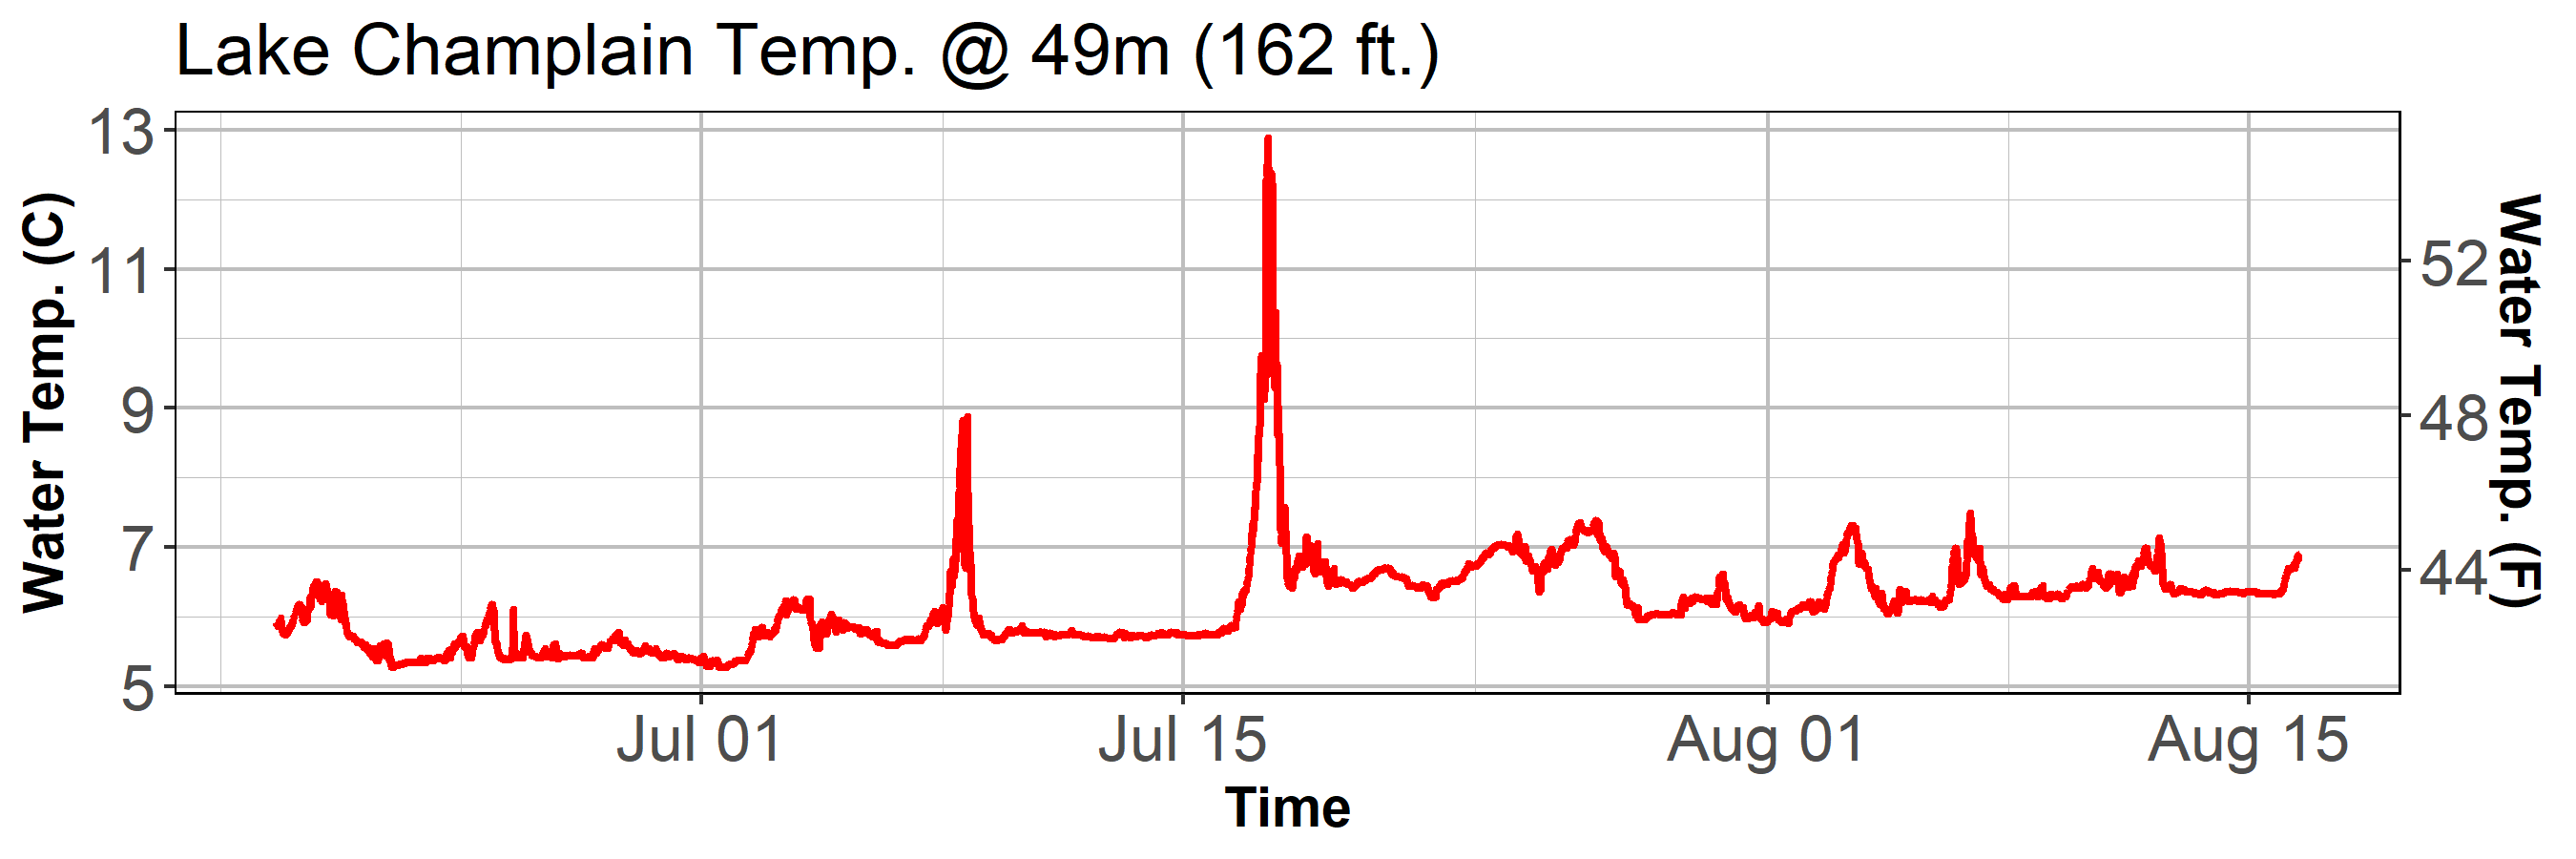 Lake Champlain Temp. @ 49m (162 ft.)
Water Temp. (C)
13
11
9
7
5
52
48
44
Water Temp. (F)
Jul 01
Jul 15
Aug 01
Aug 15
Time